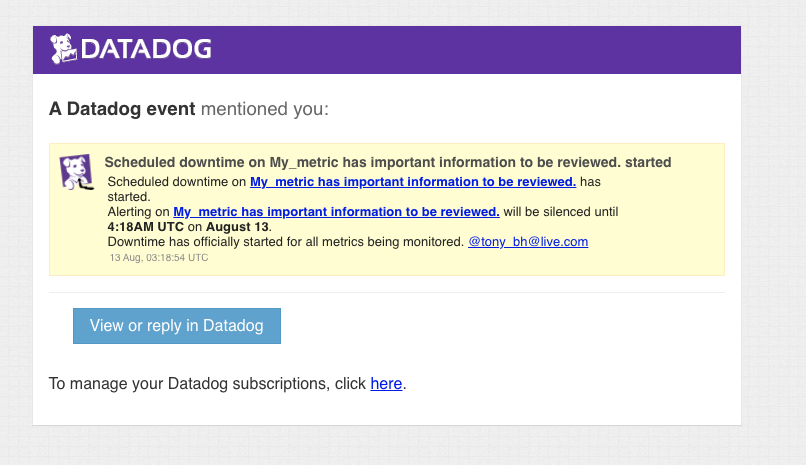 DATADOG
A Datadog event mentioned you:
Scheduled downtime on My_metric has important information to be reviewed. started
Scheduled downtime on My_metric has important information to be reviewed. has
started.
Alerting on My_metric has important information to be reviewed. will be silenced until
4:18AM UTC on August 13.
Downtime has officially started for all metrics being monitored. @tony_bh@live.com
13 Aug, 03:18:54 UTC
View or reply in Datadog
To manage your Datadog subscriptions, click here.